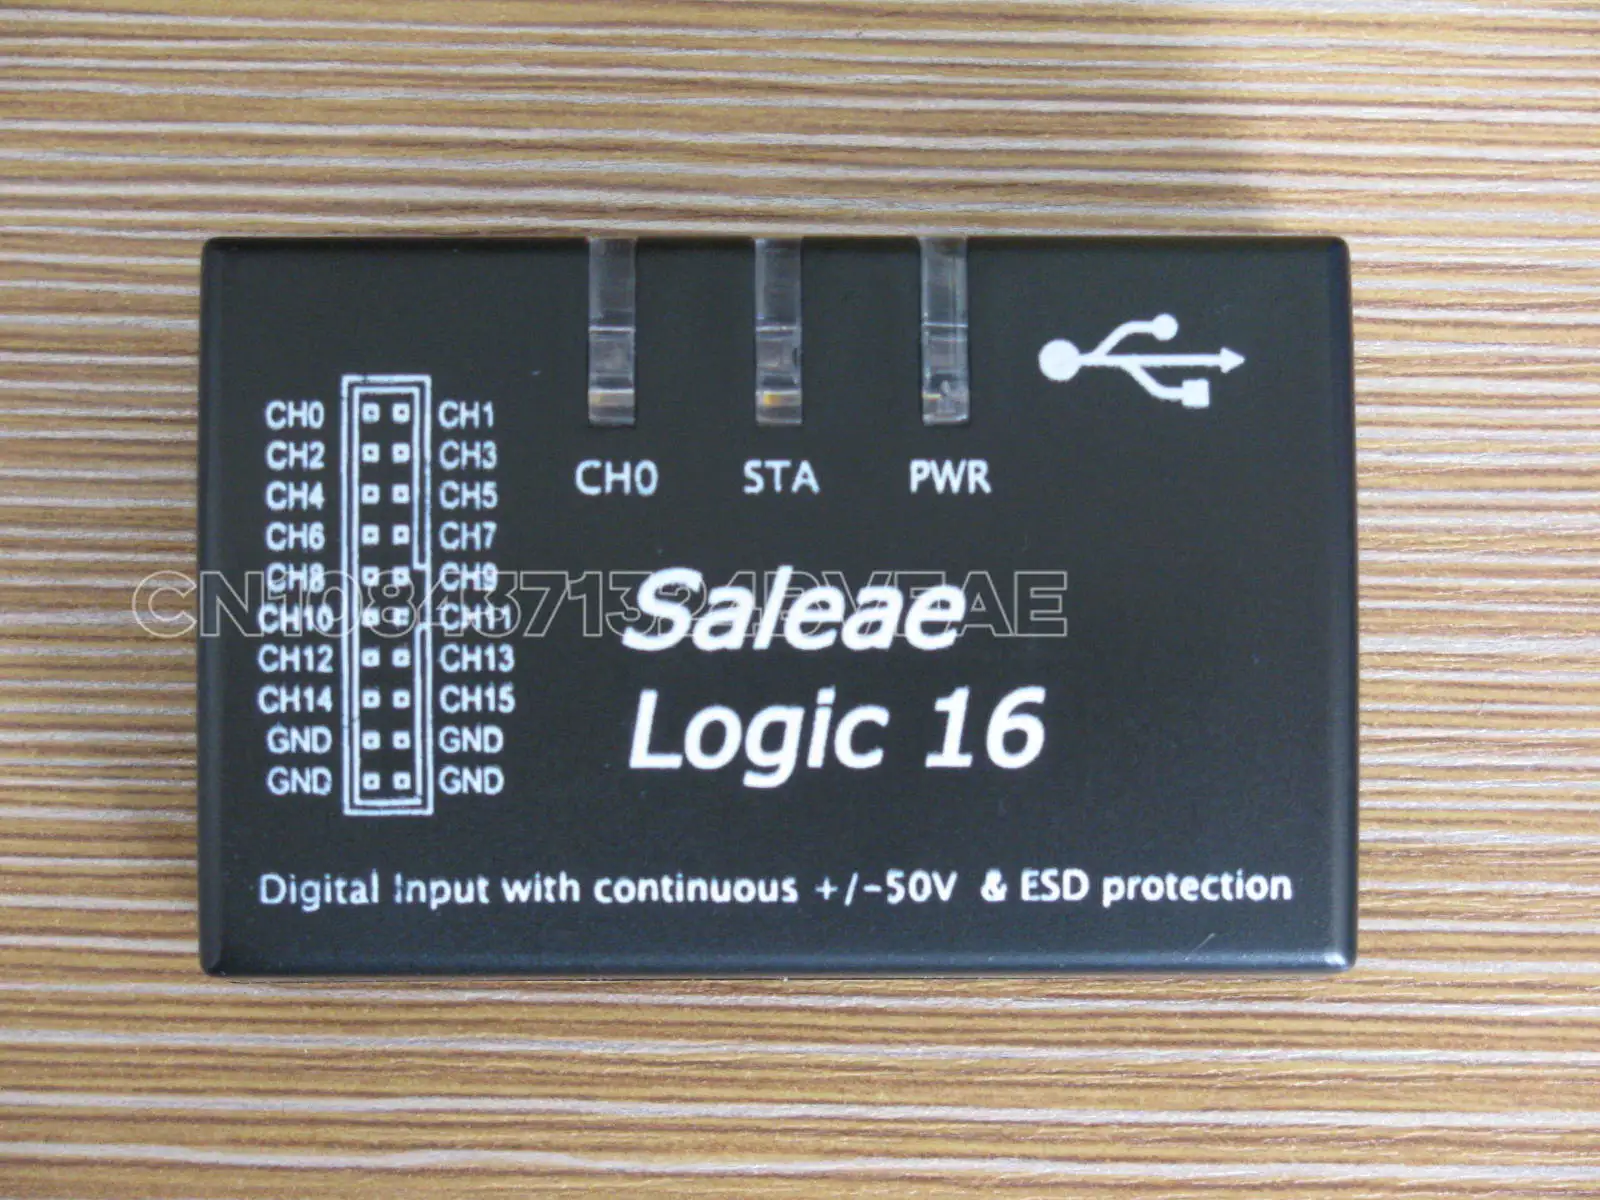 CH0 CH1
CH2 CH3
CH4 CH5
CH6 CH7
CH8 CH9
CH10 CH11
CH12 CH13
CH14 CH15
GND GND
GND GND
CH0 STA PWR
Saleae
Logic 16
Digital Input with continuous +/-50V & ESD protection